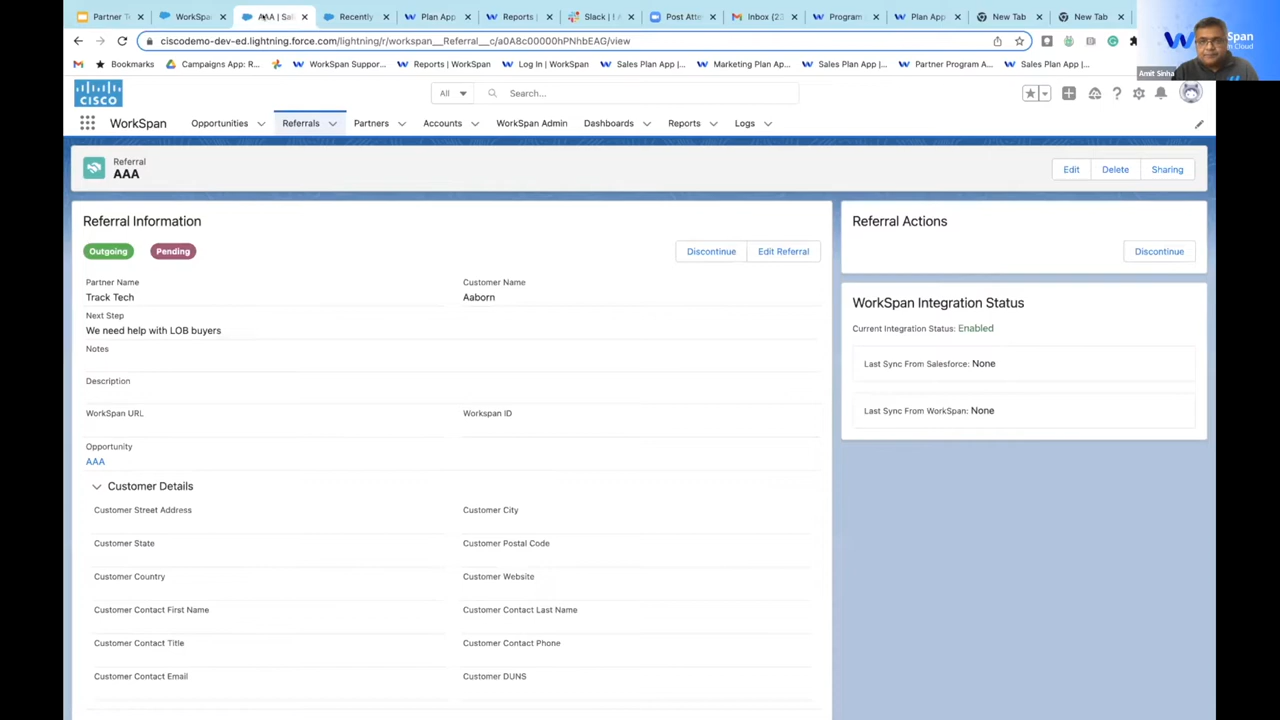 Partner T
WorkSpan
AAA | Sal
Recently
Plan App
Reports |
Slack |
Post Atte
Inbox (23
Program
Plan App
New Tab
New Tab
ciscodemo-dev-ed.lightning.force.com/lightning/r/workspan__Referral__c/a0A8c00000hPNhbEAG/view
Span
n Cloud
Amit Sinha
Bookmarks
Campaigns App: R...
WorkSpan Suppor...
Reports | WorkSpan
Log In | WorkSpan
Sales Plan App |...
Marketing Plan Ap...
Sales Plan App |...
Partner Program A...
Sales Plan App |...
CISCO
All
Search...
WorkSpan
Opportunities
Referrals
Partners
Accounts
WorkSpan Admin
Dashboards
Reports
Logs
Referral
AAA
Edit
Delete
Sharing
Referral Information
Outgoing
Pending
Discontinue
Edit Referral
Partner Name
Customer Name
Track Tech
Aaborn
Next Step
We need help with LOB buyers
Notes
Description
WorkSpan URL
Workspan ID
Opportunity
AAA
Customer Details
Customer Street Address
Customer City
Customer State
Customer Postal Code
Customer Country
Customer Website
Customer Contact First Name
Customer Contact Last Name
Customer Contact Title
Customer Contact Phone
Customer Contact Email
Customer DUNS
Referral Actions
Discontinue
WorkSpan Integration Status
Current Integration Status: Enabled
Last Sync From Salesforce: None
Last Sync From WorkSpan: None